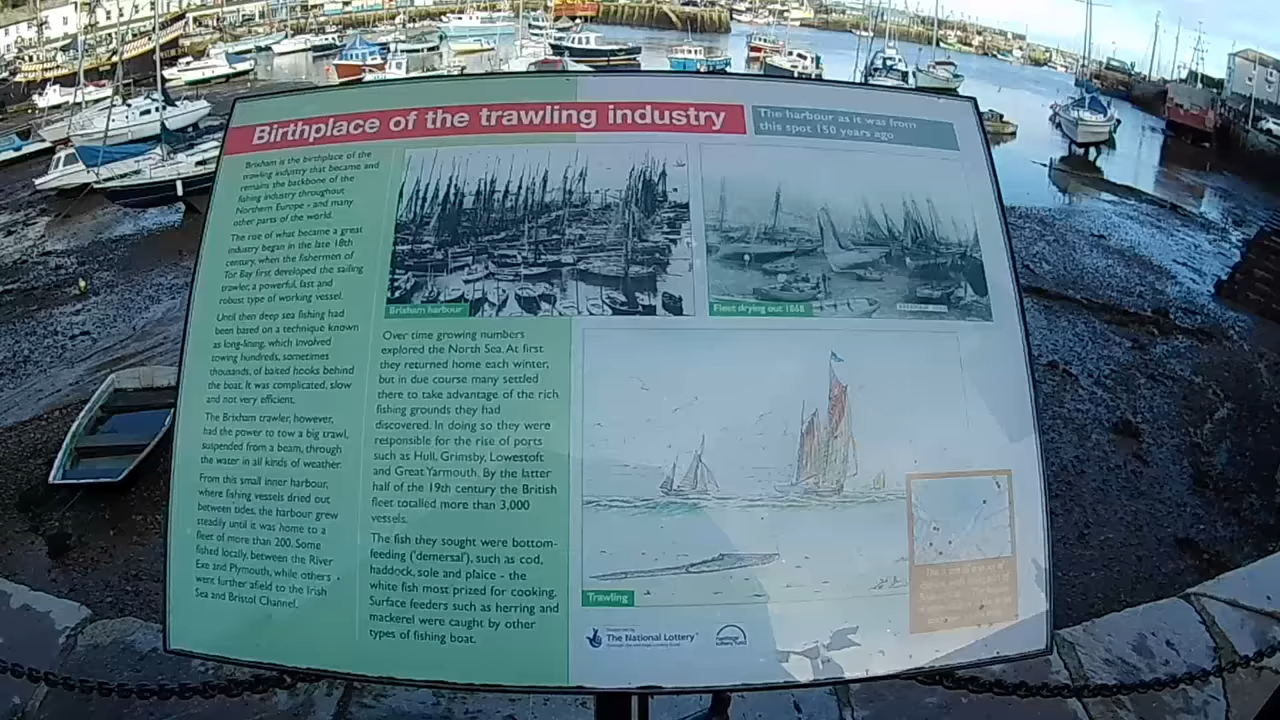 Birthplace of the trawling industry
The harbour as it was from
this spot 150 years ago
Brixham is the birthplace of the
trawling industry that became and
remains the backbone of the
fishing industry throughout
Northern Europe - and many
other parts of the world.
The rise of what became a great
industry began in the late 18th
century, when the fishermen of
Tor Bay first developed the sailing
trawler, a powerful, fast and
robust type of working vessel.
Until then deep sea fishing had
been based on a technique known
as long-lining, which involved
towing hundreds, sometimes
thousands, of baited hooks behind
the boat. It was complicated, slow
and not very efficient.
The Brixham trawler, however,
had the power to tow a big trawl,
suspended from a beam, through
the water in all kinds of weather.
From this small inner harbour,
where fishing vessels dried out
between tides, the harbour grew
steadily until it was home to a
fleet of more than 200. Some
fished locally, between the River
Exe and Plymouth, while others
went further afield to the Irish
Sea and Bristol Channel.
Brixham harbour
Fleet drying out 1868
Over time growing numbers
explored the North Sea. At first
they returned home each winter,
but in due course many settled
there to take advantage of the rich
fishing grounds they had
discovered. In doing so they were
responsible for the rise of ports
such as Hull, Grimsby, Lowestoft
and Great Yarmouth. By the latter
half of the 19th century the British
fleet totalled more than 3,000
vessels.
The fish they sought were bottom-
feeding ('demersal'), such as cod,
haddock, sole and plaice - the
white fish most prized for cooking.
Surface feeders such as herring and
mackerel were caught by other
types of fishing boat.
Trawling
The National Lottery
through the Heritage Lottery Fund
heritage
lottery fund